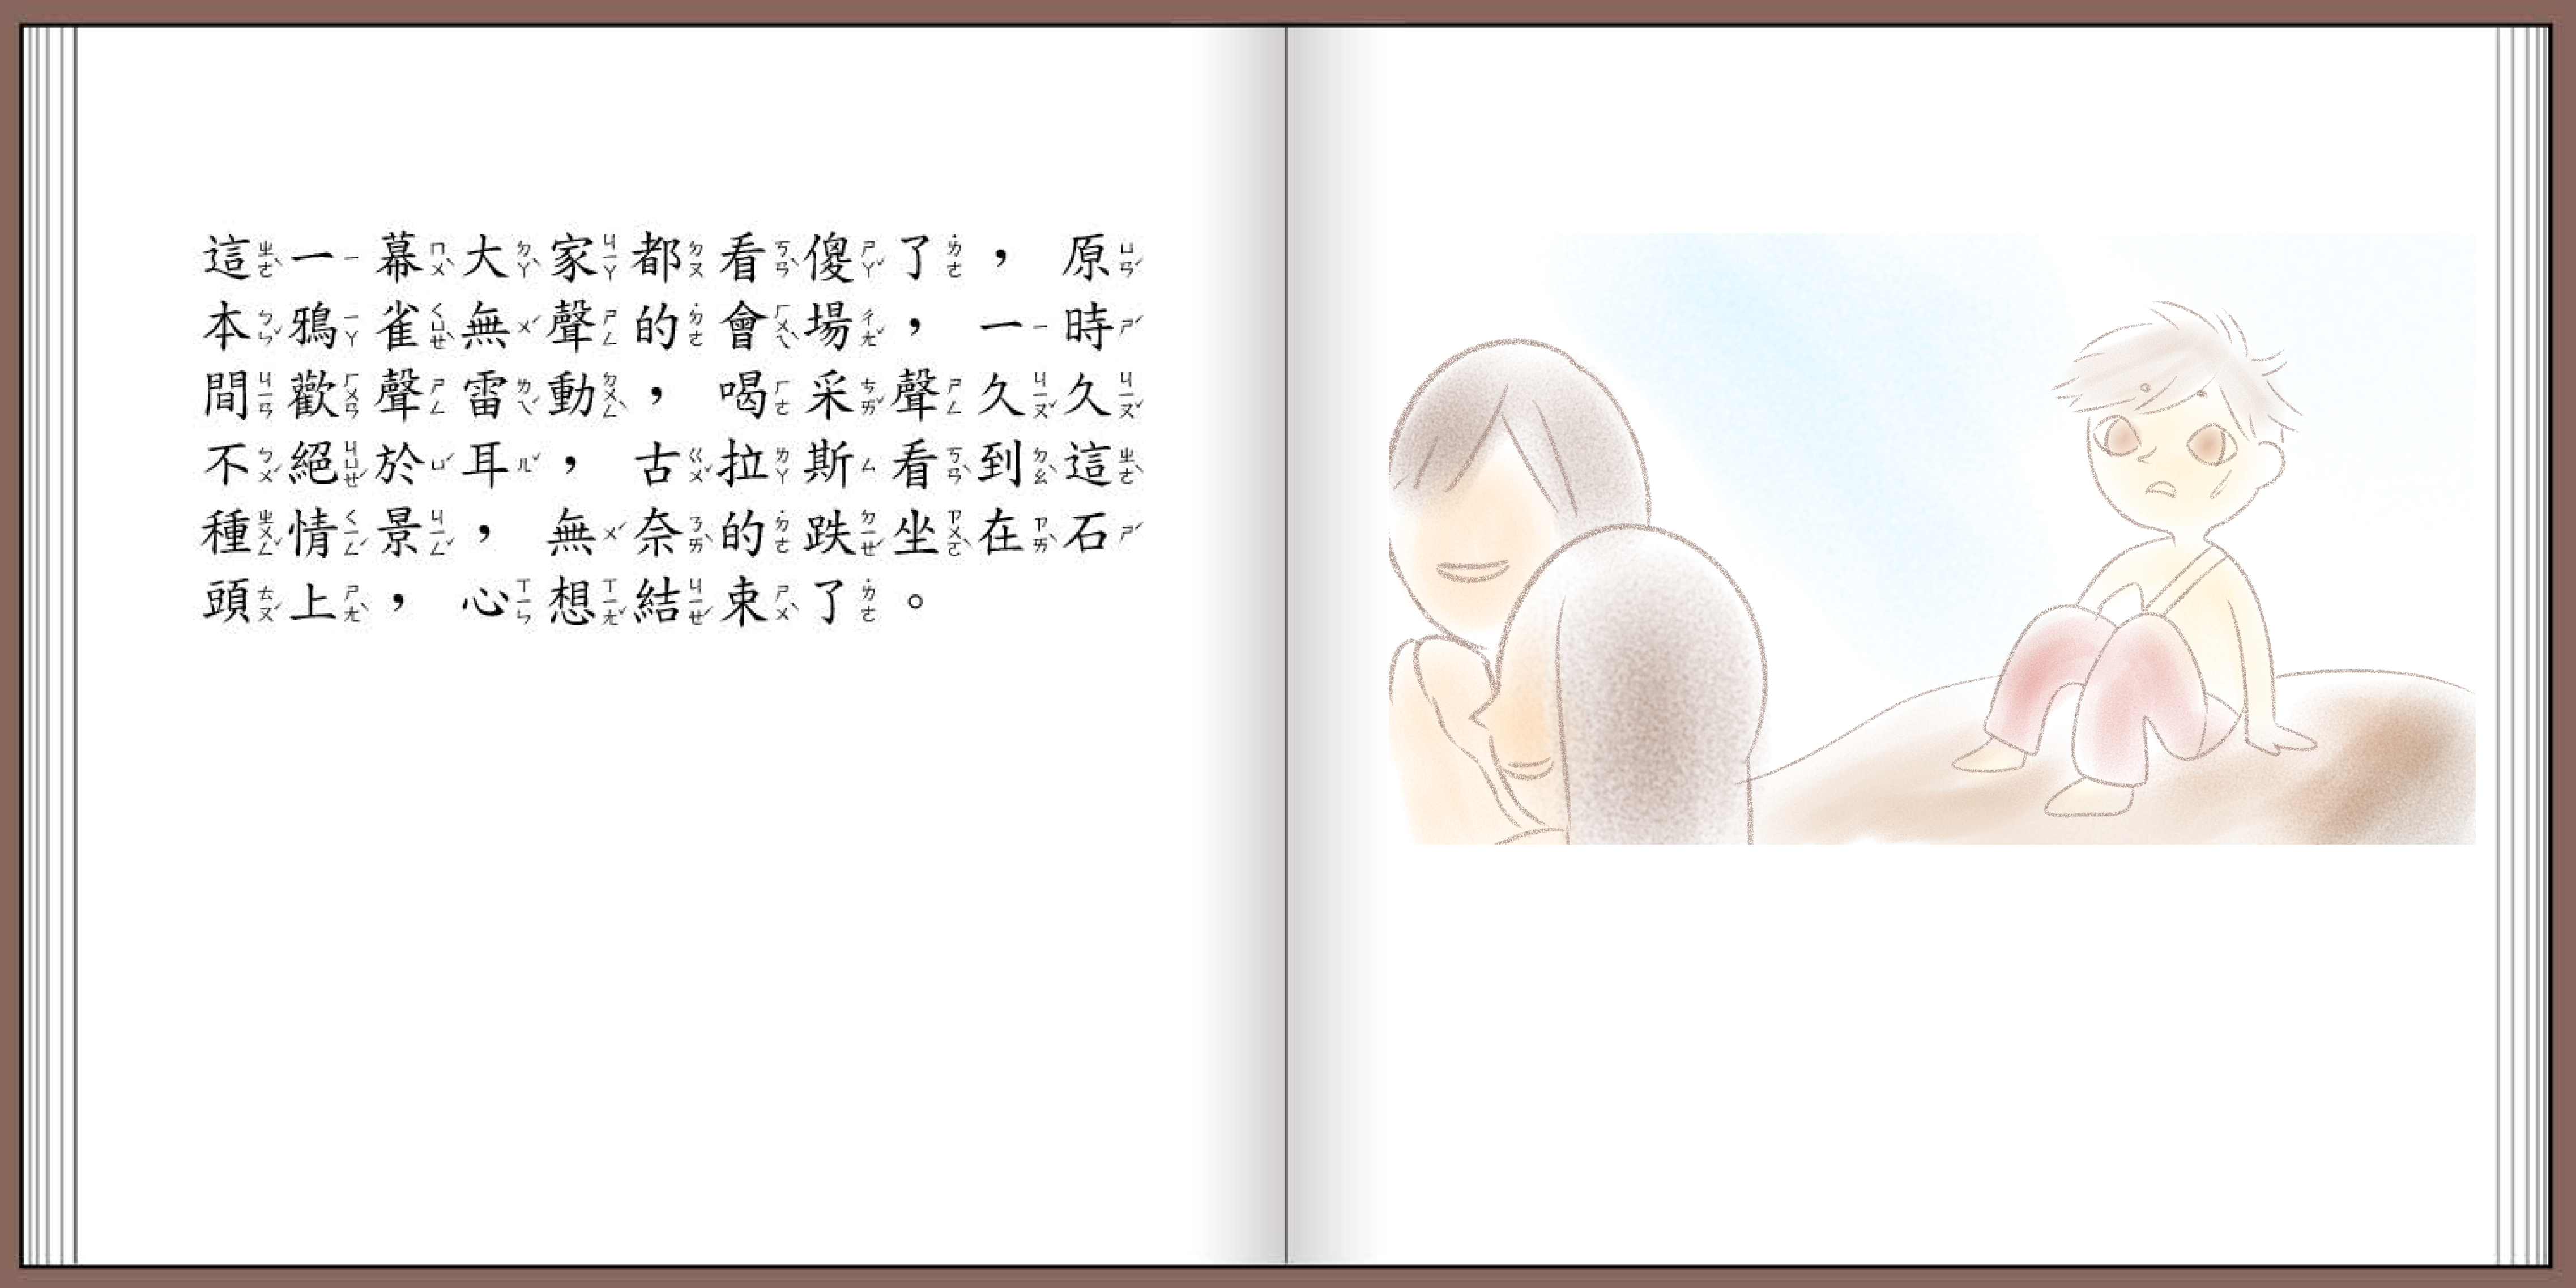 這一幕大家都看傻了，原
本鴉雀無聲的會場，一時
間歡聲雷動，喝采聲久久
不絕於耳，古拉斯看到這
種情景，無奈的跌坐在石
頭上，心想結束了。